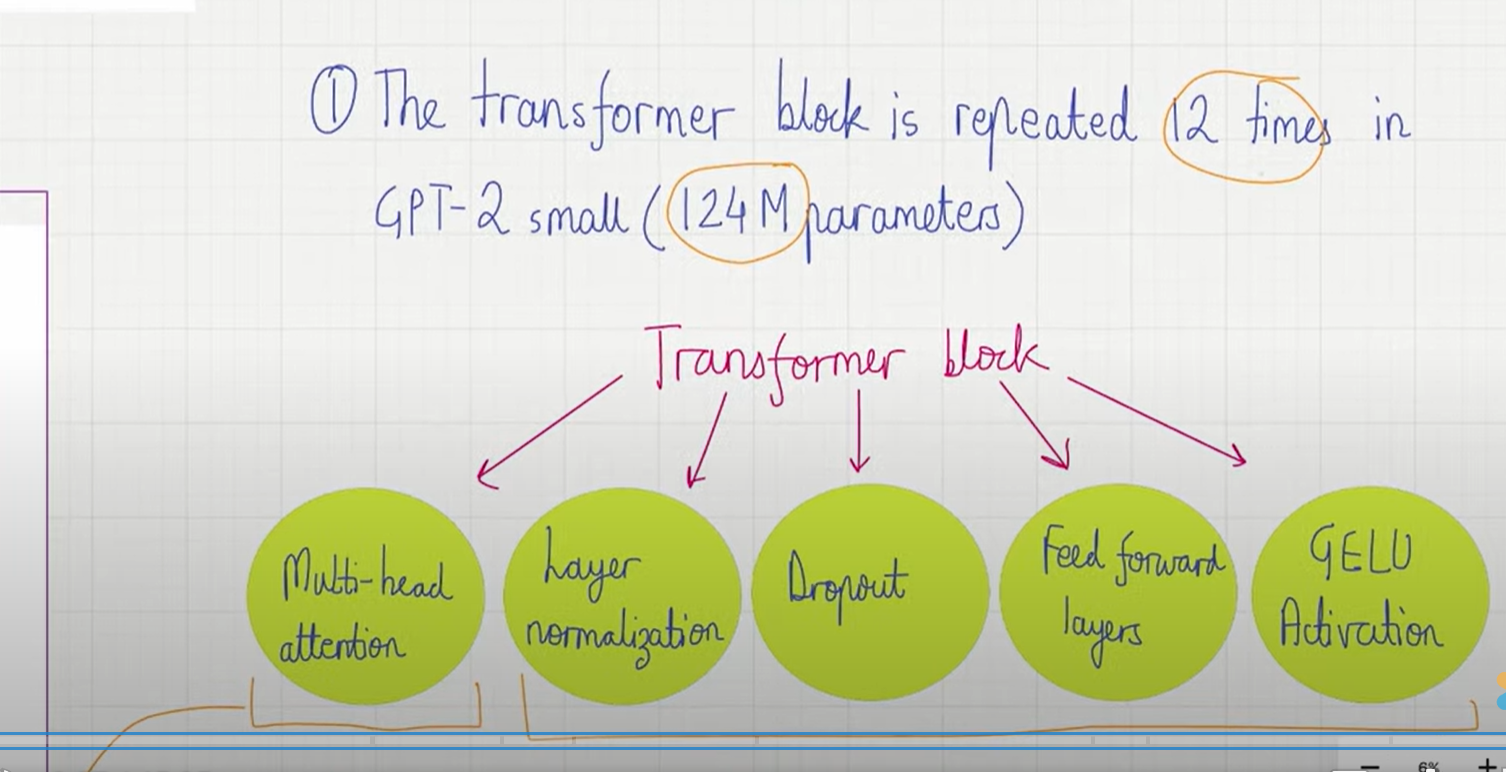 ① The transformer block is repeated 12 times in
GPT-2 small (124M parameters)
Transformer block
Multi-head
attention
Layer
normalization
Dropout
Feed forward
layers
GELU
Activation
6%